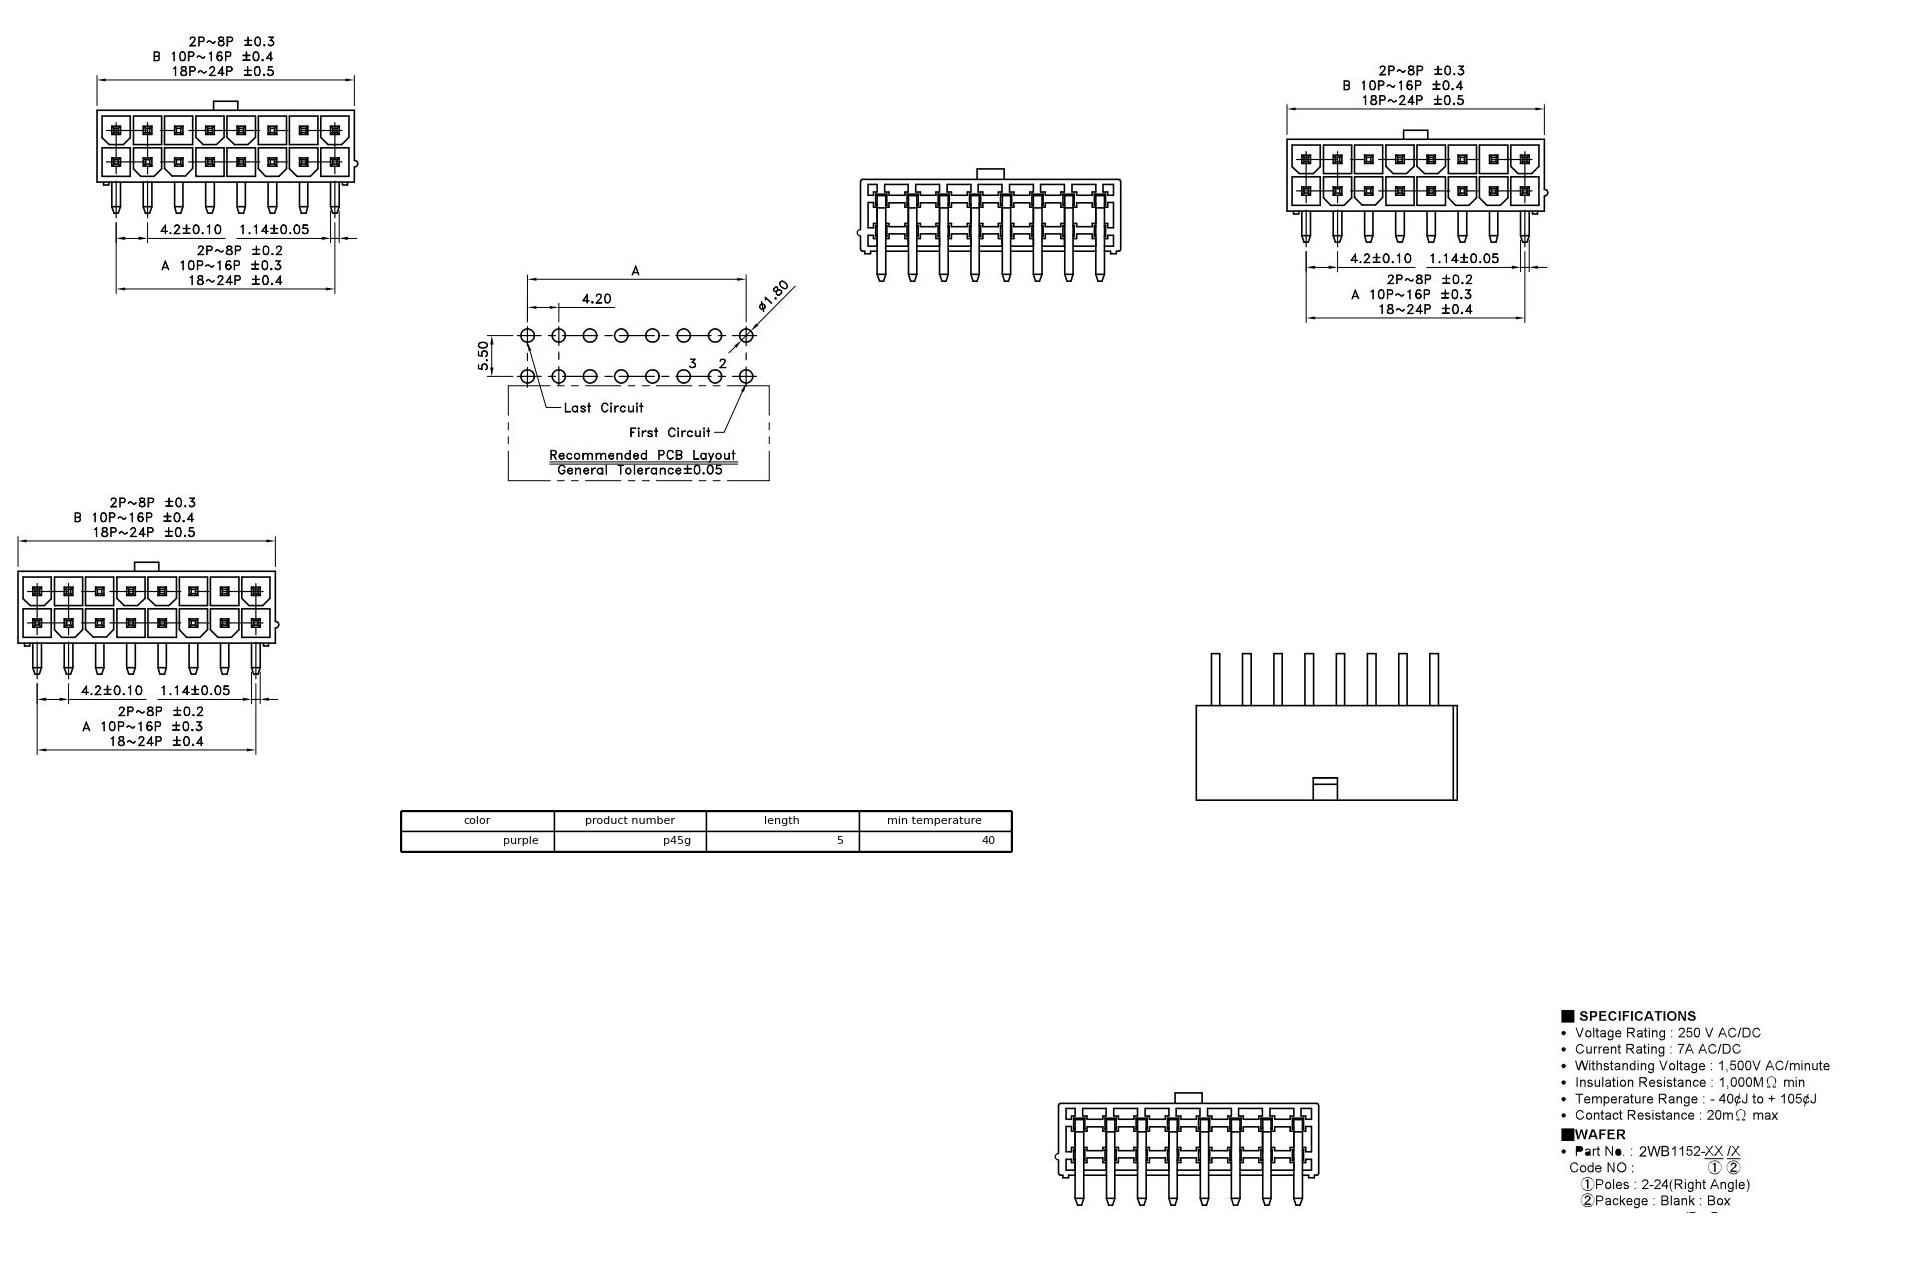 2P~8P ±0.3
B 10P~16P ±0.4
18P~24P ±0.5
4.2±0.10 1.14±0.05
2P~8P ±0.2
A 10P~16P ±0.3
18~24P ±0.4
2P~8P ±0.3
B 10P~16P ±0.4
18P~24P ±0.5
4.2±0.10 1.14±0.05
2P~8P ±0.2
A 10P~16P ±0.3
18~24P ±0.4
A
4.20
ø1.80
5.50
3 2
Last Circuit
First Circuit
Recommended PCB Layout
General Tolerance±0.05
2P~8P ±0.3
B 10P~16P ±0.4
18P~24P ±0.5
4.2±0.10 1.14±0.05
2P~8P ±0.2
A 10P~16P ±0.3
18~24P ±0.4
color product number length min temperature
purple p45g 5 40
■ SPECIFICATIONS
• Voltage Rating : 250 V AC/DC
• Current Rating : 7A AC/DC
• Withstanding Voltage : 1,500V AC/minute
• Insulation Resistance : 1,000MΩ min
• Temperature Range : - 40¢J to + 105¢J
• Contact Resistance : 20mΩ max
■WAFER
• Part No. : 2WB1152-XX /X
Code NO : ① ②
①Poles : 2-24(Right Angle)
②Packege : Blank : Box